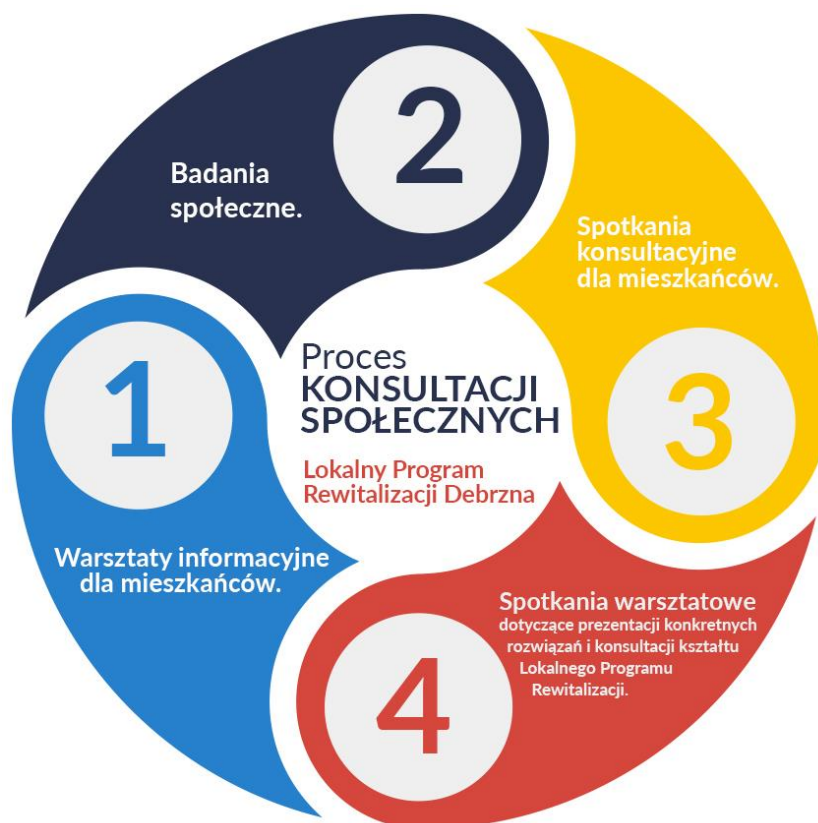 Proces
KONSULTACJI
SPOŁECZNYCH
Lokalny Program
Rewitalizacji Debrzna
1
Warsztaty informacyjne
dla mieszkańców.
2
Badania
społeczne.
3
Spotkania
konsultacyjne
dla mieszkańców.
4
Spotkania warsztatowe
dotyczące prezentacji konkretnych
rozwiązań i konsultacji kształtu
Lokalnego Programu
Rewitalizacji.